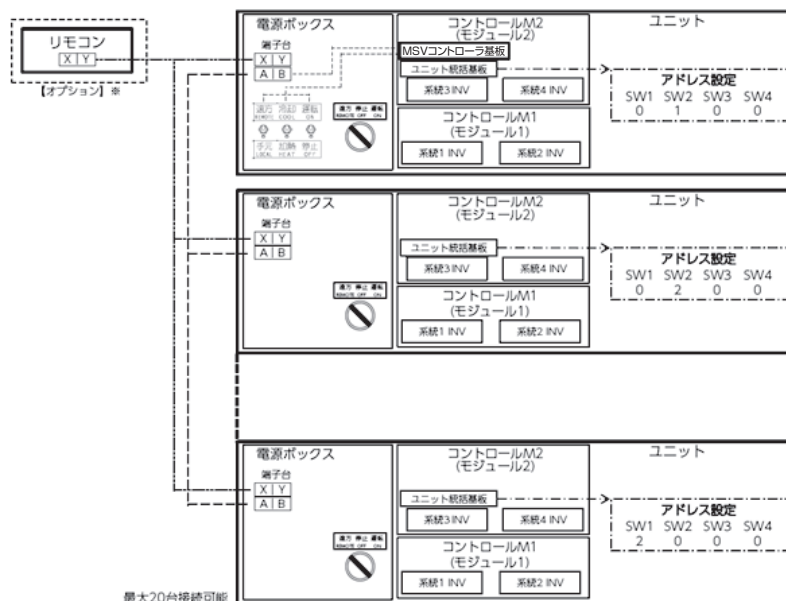 リモコン
X Y
【オプション】※
電源ボックス
端子台
X Y
A B
遠方 冷却 運転
REMOTE COOL ON
手元 加熱 停止
LOCAL HEAT OFF
遠方 停止 運転
REMOTE OFF ON
コントロールM2
(モジュール2)
MSVコントローラ基板
ユニット統括基板
系統3 INV
系統4 INV
コントロールM1
(モジュール1)
系統1 INV
系統2 INV
ユニット
アドレス設定
SW1 SW2 SW3 SW4
0 1 0 0
電源ボックス
端子台
X Y
A B
遠方 停止 運転
REMOTE OFF ON
コントロールM2
(モジュール2)
ユニット統括基板
系統3 INV
系統4 INV
コントロールM1
(モジュール1)
系統1 INV
系統2 INV
ユニット
アドレス設定
SW1 SW2 SW3 SW4
0 2 0 0
電源ボックス
端子台
X Y
A B
遠方 停止 運転
REMOTE OFF ON
コントロールM2
(モジュール2)
ユニット統括基板
系統3 INV
系統4 INV
コントロールM1
(モジュール1)
系統1 INV
系統2 INV
ユニット
アドレス設定
SW1 SW2 SW3 SW4
2 0 0 0
最大20台接続可能